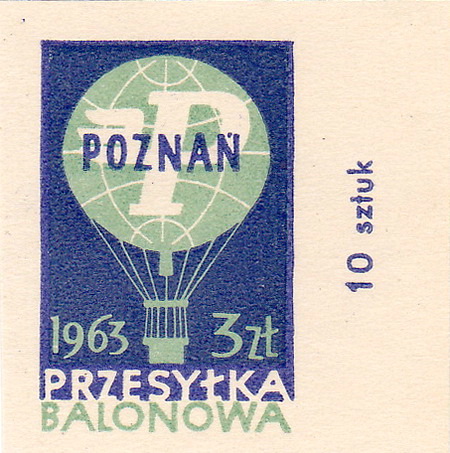 P
POZNAŃ
1963 3zł
PRZESYŁKA
BALONOWA
10 sztuk